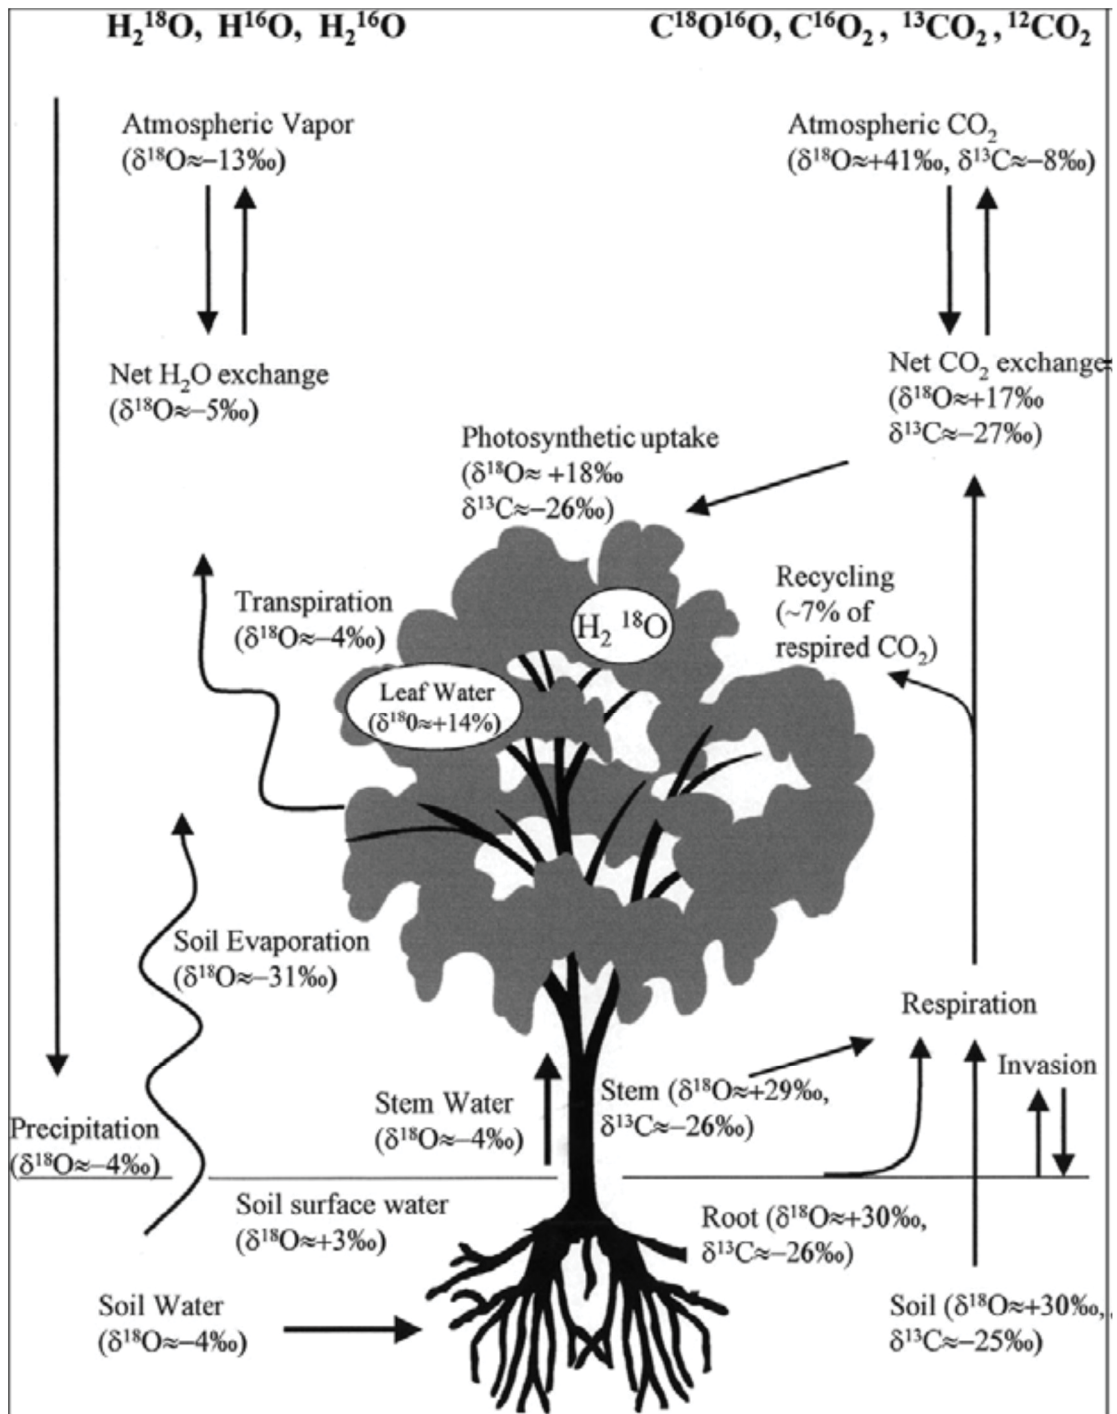 H₂¹⁸O, H¹⁶O, H₂¹⁶O
C¹⁸O¹⁶O, C¹⁶O₂, ¹³CO₂, ¹²CO₂
Atmospheric Vapor
(δ¹⁸O≈−13‰)
Atmospheric CO₂
(δ¹⁸O≈+41‰, δ¹³C≈−8‰)
Net H₂O exchange
(δ¹⁸O≈−5‰)
Net CO₂ exchange
(δ¹⁸O≈+17‰
δ¹³C≈−27‰)
Photosynthetic uptake
(δ¹⁸O≈ +18‰
δ¹³C≈−26‰)
Recycling
(~7% of
respired CO₂)
Transpiration
(δ¹⁸O≈−4‰)
H₂ ¹⁸O
Leaf Water
(δ¹⁸0≈+14%)
Soil Evaporation
(δ¹⁸O≈−31‰)
Respiration
Invasion
Stem Water
(δ¹⁸O≈−4‰)
Stem (δ¹⁸O≈+29‰,
δ¹³C≈−26‰)
Precipitation
(δ¹⁸O≈−4‰)
Soil surface water
(δ¹⁸O≈+3‰)
Root (δ¹⁸O≈+30‰,
δ¹³C≈−26‰)
Soil Water
(δ¹⁸O≈−4‰)
Soil (δ¹⁸O≈+30‰,
δ¹³C≈−25‰)